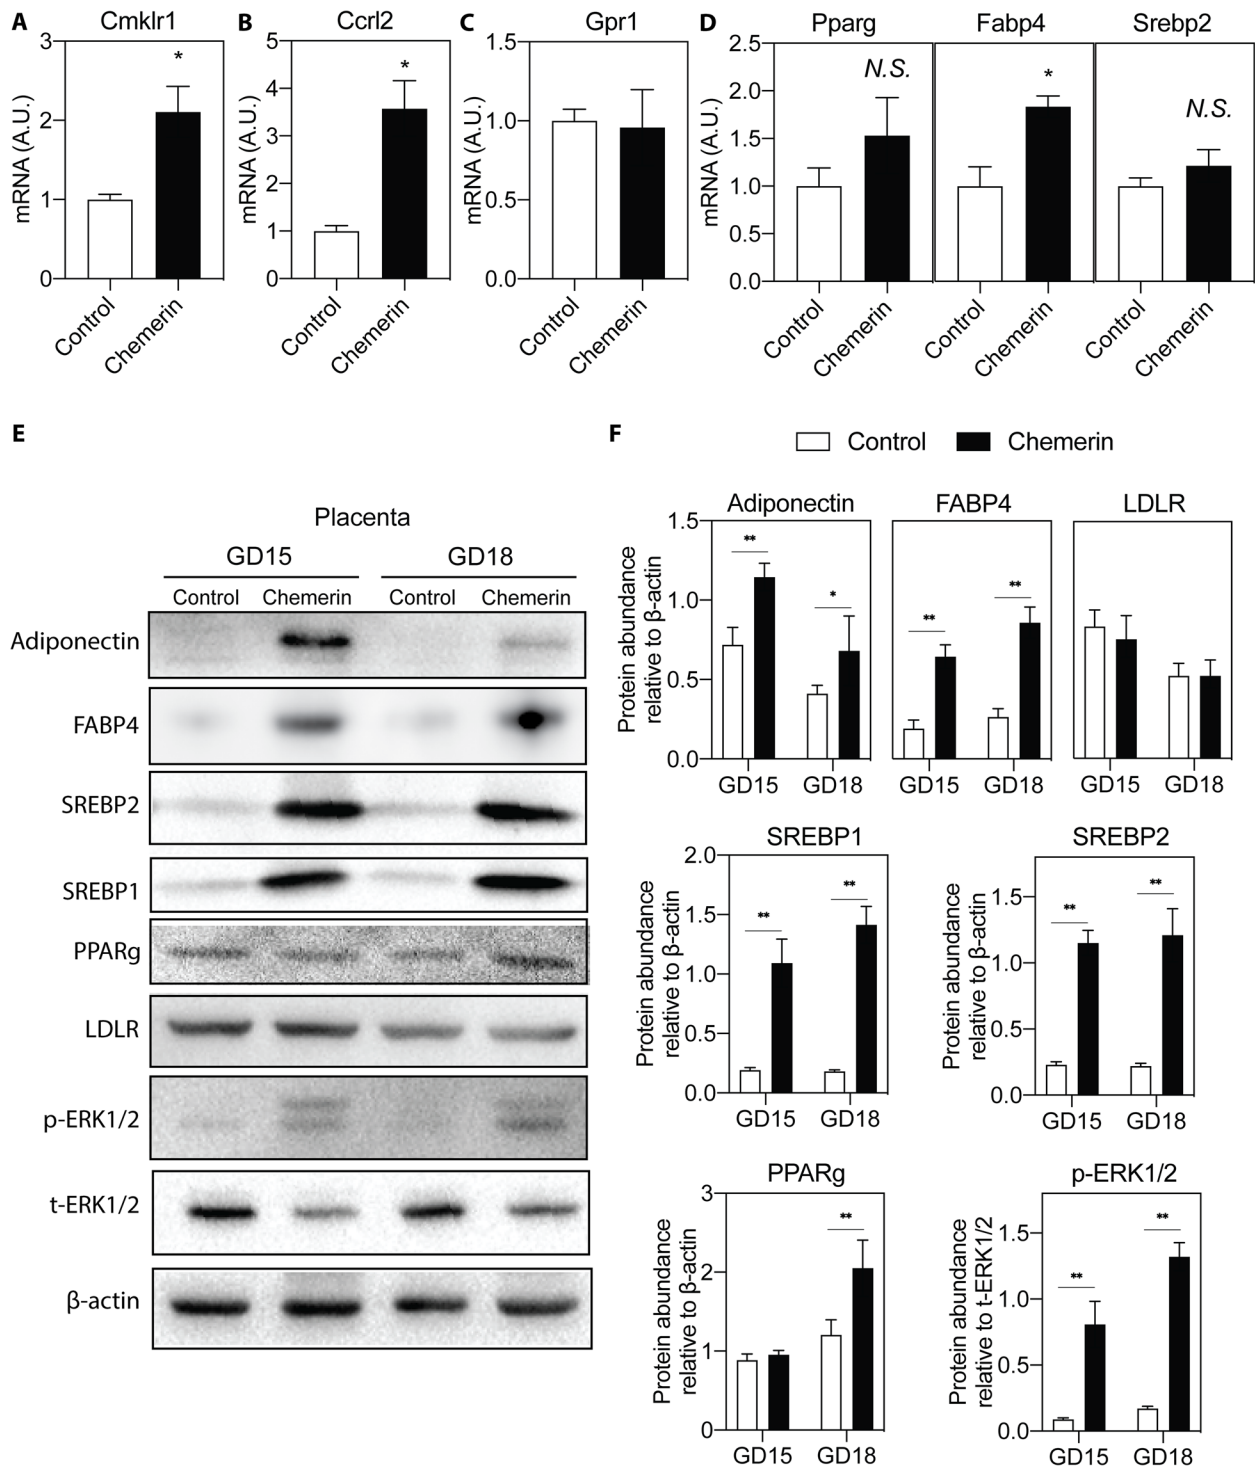 A
Cmklr1
mRNA (A.U.)
3
2
1
0
*
Control
Chemerin
B
Ccrl2
mRNA (A.U.)
5
4
3
2
1
0
*
Control
Chemerin
C
Gpr1
mRNA (A.U.)
1.5
1.0
0.5
0.0
Control
Chemerin
D
Pparg
Fabp4
Srebp2
mRNA (A.U.)
2.5
2.0
1.5
1.0
0.5
0.0
N.S.
*
N.S.
Control
Chemerin
Control
Chemerin
Control
Chemerin
E
Placenta
GD15
GD18
Control
Chemerin
Control
Chemerin
Adiponectin
FABP4
SREBP2
SREBP1
PPARg
LDLR
p-ERK1/2
t-ERK1/2
β-actin
F
Control
Chemerin
Adiponectin
FABP4
LDLR
Protein abundance
relative to β-actin
1.5
1.0
0.5
0.0
**
*
**
**
GD15
GD18
GD15
GD18
GD15
GD18
SREBP1
Protein abundance
relative to β-actin
2.0
1.5
1.0
0.5
0.0
**
**
GD15
GD18
SREBP2
Protein abundance
relative to β-actin
1.5
1.0
0.5
0.0
**
**
GD15
GD18
PPARg
Protein abundance
relative to β-actin
3
2
1
0
**
GD15
GD18
p-ERK1/2
Protein abundance
relative to t-ERK1/2
1.5
1.0
0.5
0.0
**
**
GD15
GD18